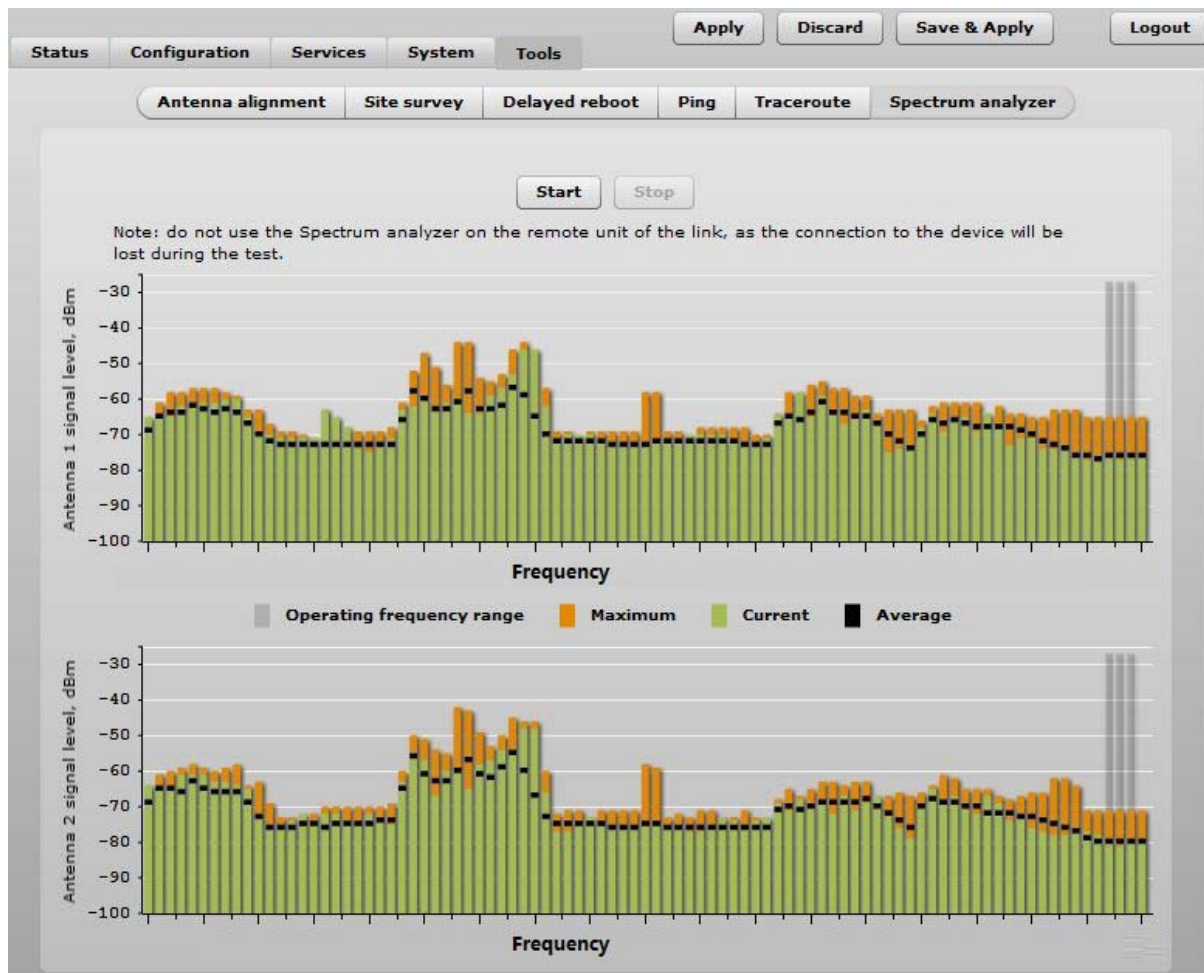 Apply Discard Save & Apply Logout
Status Configuration Services System Tools
Antenna alignment Site survey Delayed reboot Ping Traceroute Spectrum analyzer
Start Stop
Note: do not use the Spectrum analyzer on the remote unit of the link, as the connection to the device will be
lost during the test.
Antenna 1 signal level, dBm
−30
−40
−50
−60
−70
−80
−90
−100
Frequency
Operating frequency range Maximum Current Average
Antenna 2 signal level, dBm
−30
−40
−50
−60
−70
−80
−90
−100
Frequency